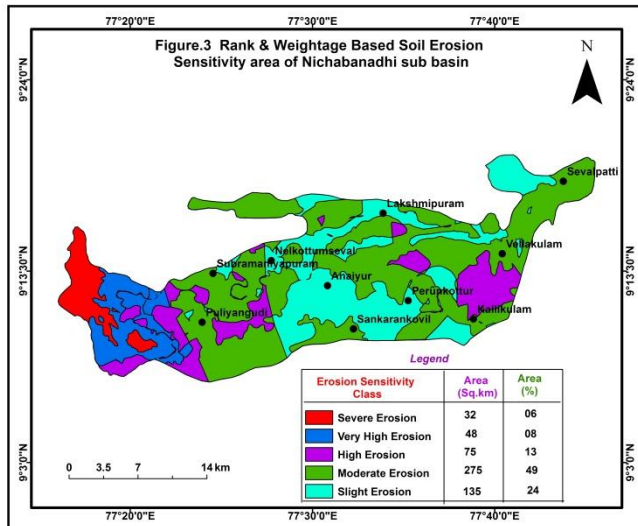 77°20'0"E 77°30'0"E 77°40'0"E
Figure.3 Rank & Weightage Based Soil Erosion
Sensitivity area of Nichabanadhi sub basin
N
9°24'0"N 9°24'0"N
Sevalpatti
Lakshmipuram
Vellakulam
Nelkottumseval
Subramaniyapuram
9°13'30"N 9°13'30"N
Anaiyur
Perunkottur
Puliyangudi
Kallikulam
Sankarankovil
Legend
Erosion Sensitivity Class Area (Sq.km) Area (%)
Severe Erosion 32 06
Very High Erosion 48 08
High Erosion 75 13
Moderate Erosion 275 49
Slight Erosion 135 24
9°3'0"N 9°3'0"N
0 3.5 7 14 km
77°20'0"E 77°30'0"E 77°40'0"E